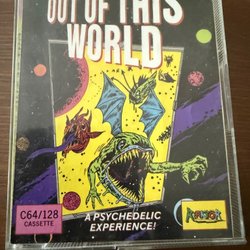 OUT OF THIS
WORLD
C64/128
CASSETTE
A PSYCHEDELIC
EXPERIENCE!